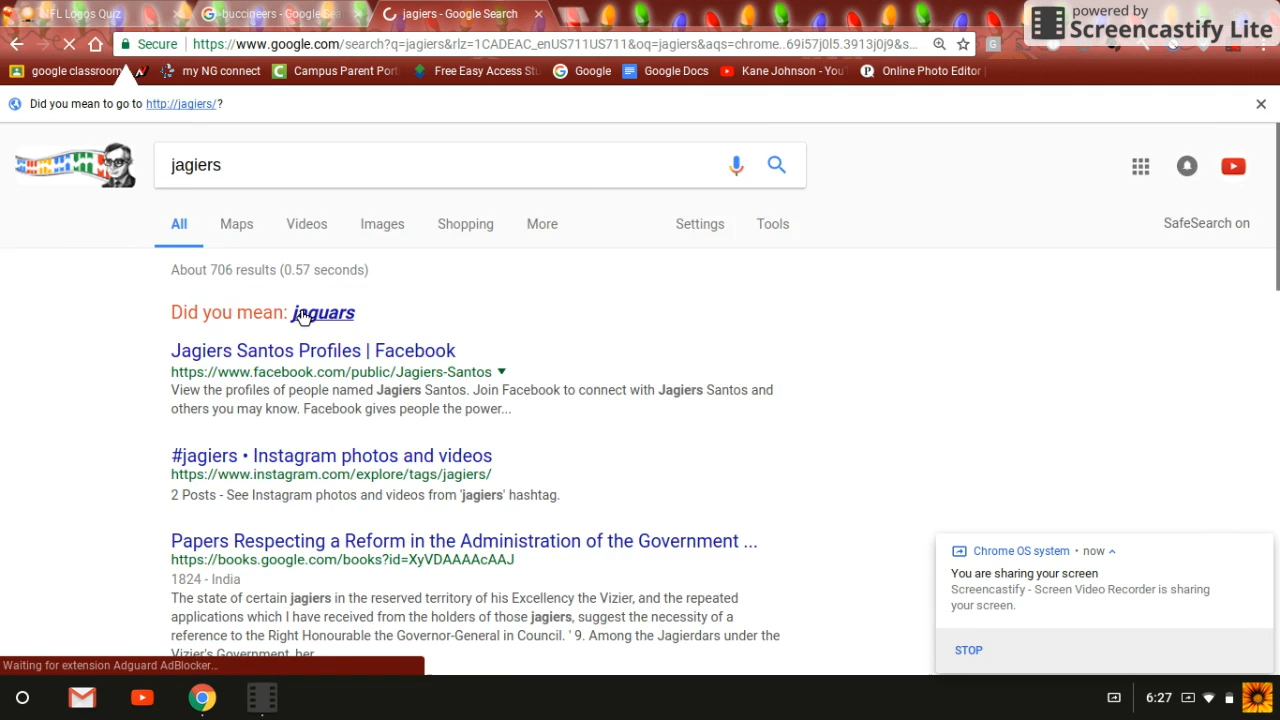 NFL Logos Quiz
buccineers - Google Se
jagiers - Google Search
powered by
Screencastify Lite
Secure
https://www.google.com/search?q=jagiers&rlz=1CADEAC_enUS711US711&oq=jagiers&aqs=chrome..69i57j0l5.3913j0j9&s...
google classroom
my NG connect
Campus Parent Port
Free Easy Access Stu
Google
Google Docs
Kane Johnson - You
Online Photo Editor
Did you mean to go to http://jagiers/?
jagiers
All Maps Videos Images Shopping More Settings Tools
SafeSearch on
About 706 results (0.57 seconds)
Did you mean: jaguars
Jagiers Santos Profiles | Facebook
https://www.facebook.com/public/Jagiers-Santos
View the profiles of people named Jagiers Santos. Join Facebook to connect with Jagiers Santos and
others you may know. Facebook gives people the power...
#jagiers • Instagram photos and videos
https://www.instagram.com/explore/tags/jagiers/
2 Posts - See Instagram photos and videos from 'jagiers' hashtag.
Papers Respecting a Reform in the Administration of the Government ...
https://books.google.com/books?id=XyVDAAAAcAAJ
1824 - India
The state of certain jagiers in the reserved territory of his Excellency the Vizier, and the repeated
applications which I have received from the holders of those jagiers, suggest the necessity of a
reference to the Right Honourable the Governor-General in Council. ' 9. Among the Jagierdars under the
Vizier's Government, ber
Chrome OS system • now
You are sharing your screen
Screencastify - Screen Video Recorder is sharing
your screen.
STOP
Waiting for extension Adguard AdBlocker...
6:27